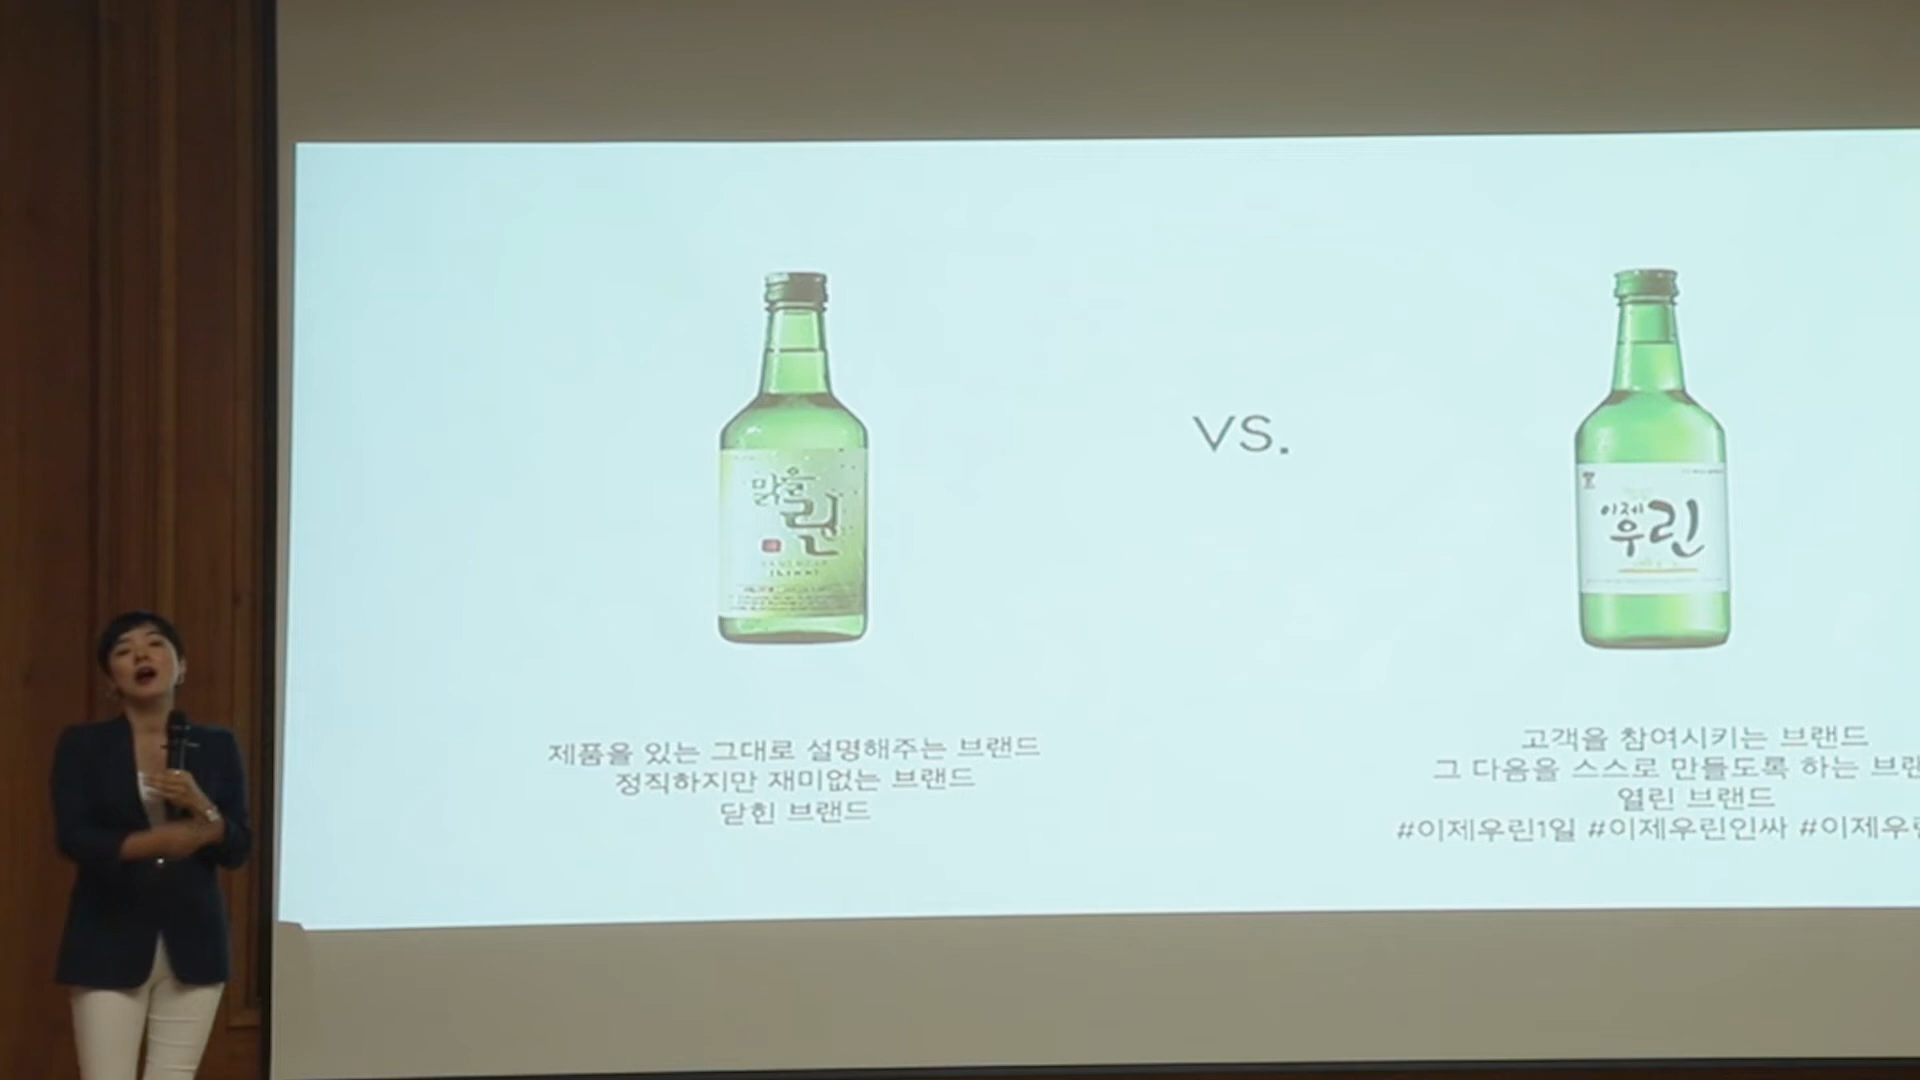 맑을
린
vs.
이제
우린
제품을 있는 그대로 설명해주는 브랜드
정직하지만 재미없는 브랜드
닫힌 브랜드
고객을 참여시키는 브랜드
그 다음을 스스로 만들도록 하는
열린 브랜드
#이제우린1일 #이제우린인싸 #이제우